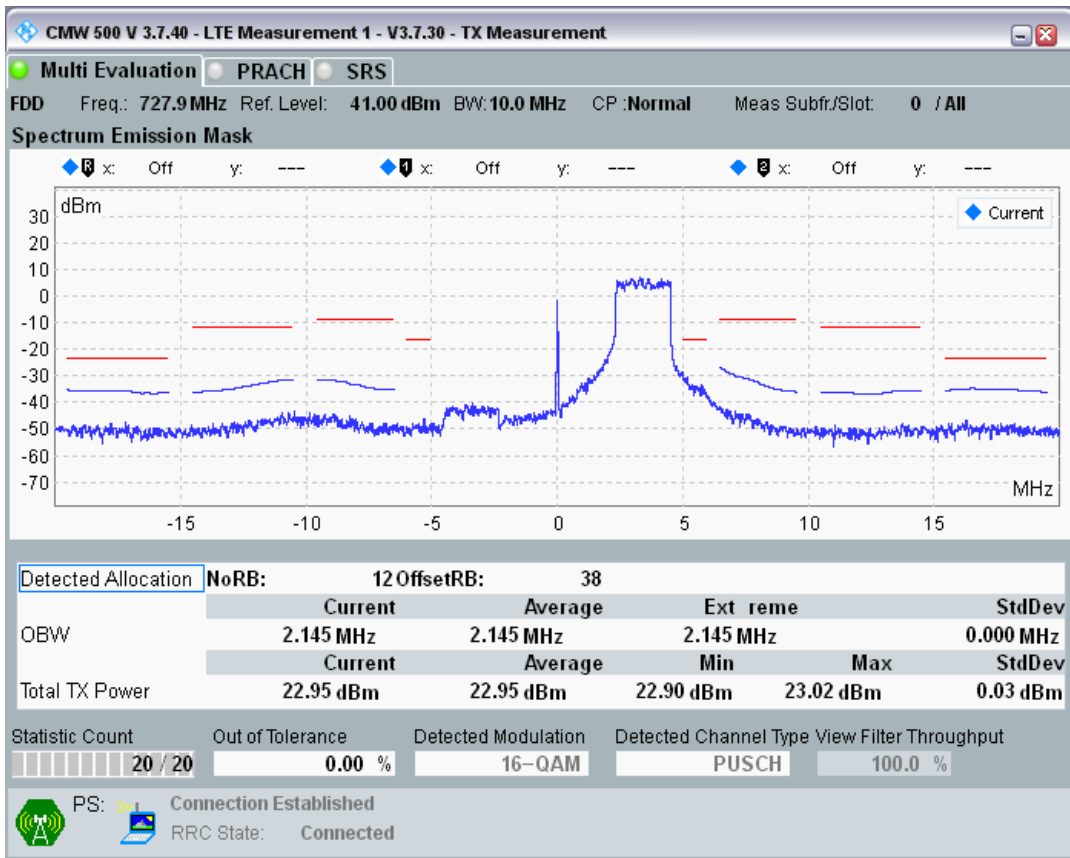 CMW 500 V 3.7.40 - LTE Measurement 1 - V3.7.30 - TX Measurement
Multi Evaluation PRACH SRS
FDD Freq.: 727.9 MHz Ref. Level: 41.00 dBm BW: 10.0 MHz CP :Normal Meas Subfr./Slot: 0 / All
Spectrum Emission Mask
R x: Off y: --- 1 x: Off y: --- 2 x: Off y: ---
dBm
Current
30
20
10
0
-10
-20
-30
-40
-50
-60
-70
MHz
-15 -10 -5 0 5 10 15
Detected Allocation NoRB: 12 OffsetRB: 38
Current Average Ext reme StdDev
OBW 2.145 MHz 2.145 MHz 2.145 MHz 0.000 MHz
Current Average Min Max StdDev
Total TX Power 22.95 dBm 22.95 dBm 22.90 dBm 23.02 dBm 0.03 dBm
Statistic Count Out of Tolerance Detected Modulation Detected Channel Type View Filter Throughput
20 / 20 0.00 % 16-QAM PUSCH 100.0 %
PS: Connection Established
RRC State: Connected